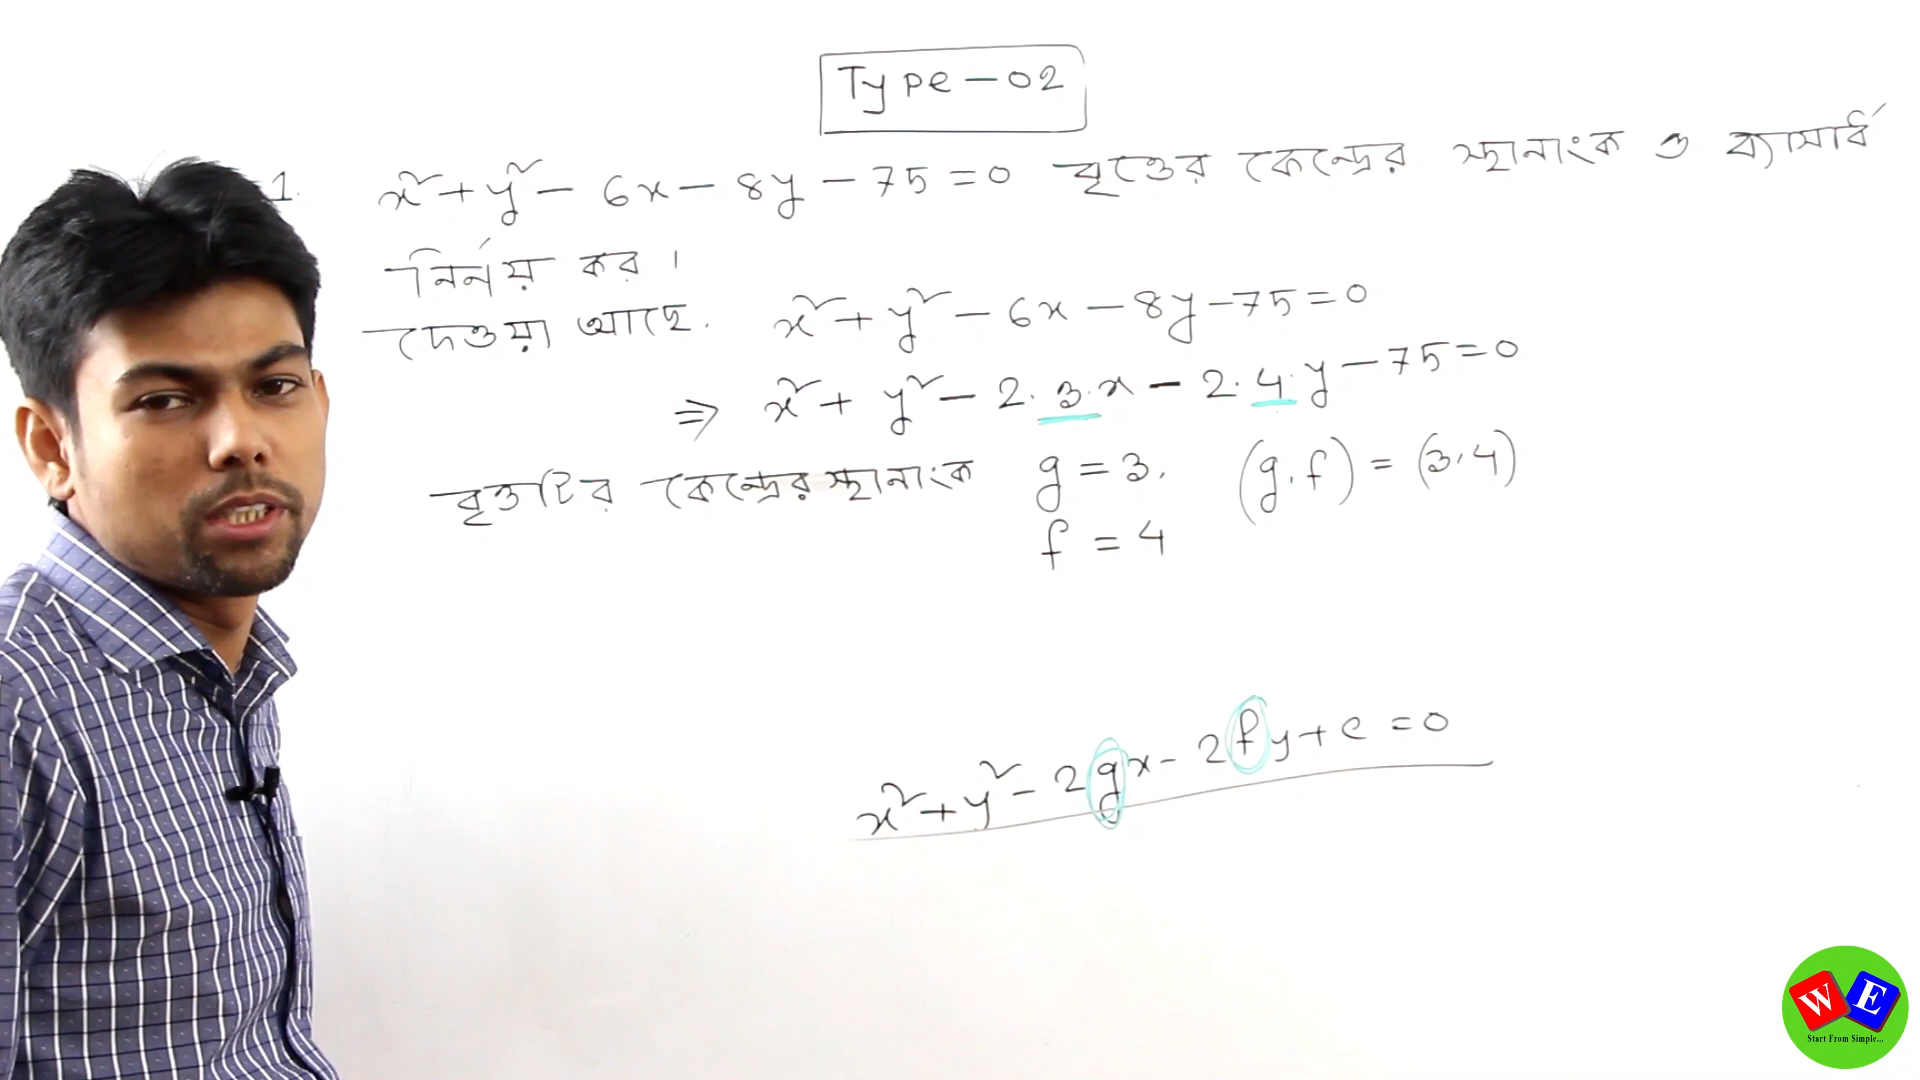 Type-02
1. x²+y²-6x-8y-75=0 বৃত্তের কেন্দ্রের স্থানাংক ও ব্যাসার্ধ
নির্নয় কর।
দেওয়া আছে. x²+y²-6x-8y-75=0
⇒ x²+y²-2.3.x-2.4.y-75=0
বৃত্তটির কেন্দ্রের স্থানাংক g=3, (g.f)=(3.4)
f=4
x²+y²-2gx-2fy+c=0
W E
Start From Simple...